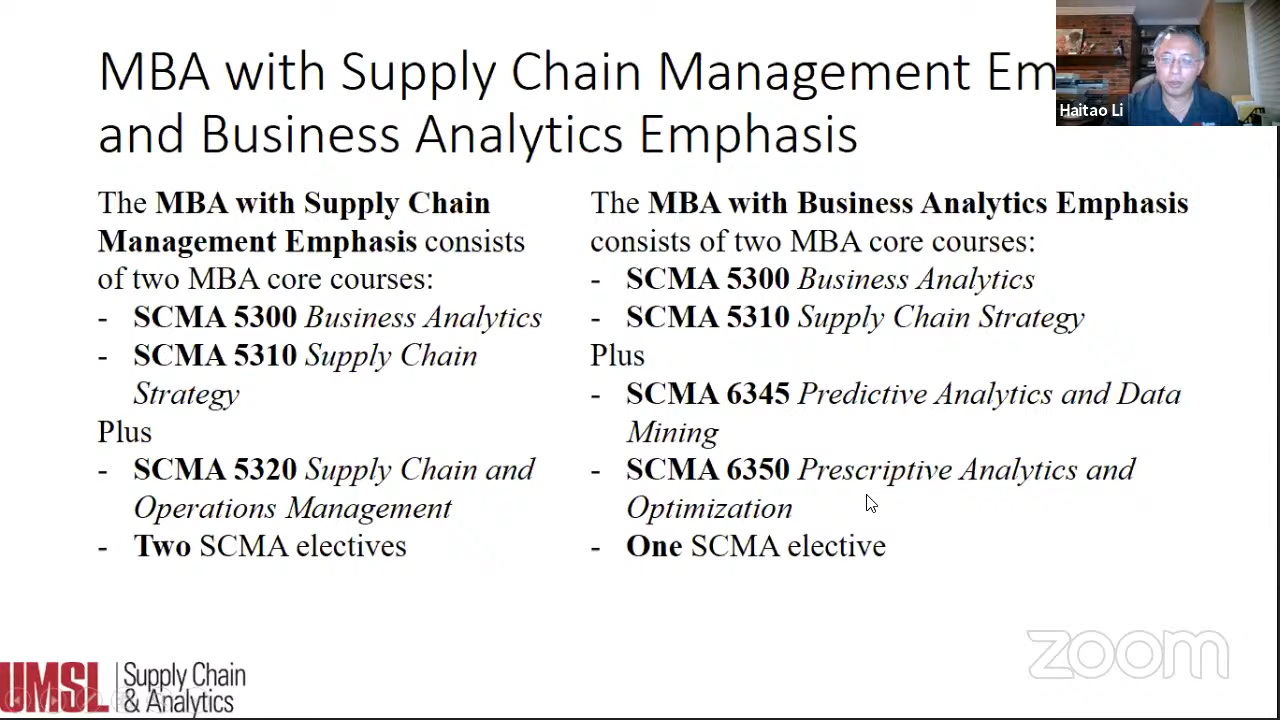 MBA with Supply Chain Management Em
and Business Analytics Emphasis
Haitao Li
The MBA with Supply Chain
Management Emphasis consists
of two MBA core courses:
- SCMA 5300 Business Analytics
- SCMA 5310 Supply Chain
Strategy
Plus
- SCMA 5320 Supply Chain and
Operations Management
- Two SCMA electives
The MBA with Business Analytics Emphasis
consists of two MBA core courses:
- SCMA 5300 Business Analytics
- SCMA 5310 Supply Chain Strategy
Plus
- SCMA 6345 Predictive Analytics and Data
Mining
- SCMA 6350 Prescriptive Analytics and
Optimization
- One SCMA elective
UMSL
Supply Chain
& Analytics
zoom